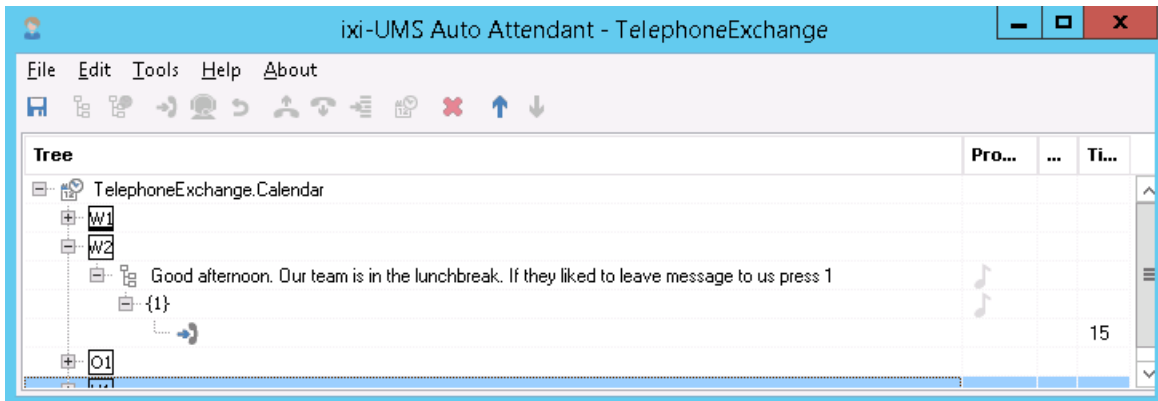 ixi-UMS Auto Attendant - TelephoneExchange
File Edit Tools Help About
Tree Pro... ... Ti...
TelephoneExchange.Calendar
W1
W2
Good afternoon. Our team is in the lunchbreak. If they liked to leave message to us press 1
{1}
15
O1